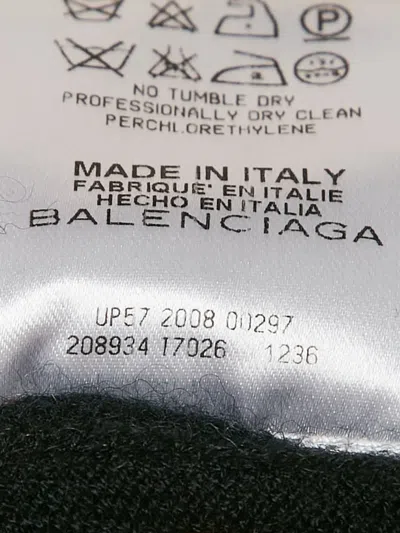 P
NO TUMBLE DRY
PROFESSIONALLY DRY CLEAN
PERCHLORETHYLENE
MADE IN ITALY
FABRIQUE' EN ITALIE
HECHO EN ITALIA
BALENCIAGA
UP57 2008 00297
208934 17026 1236